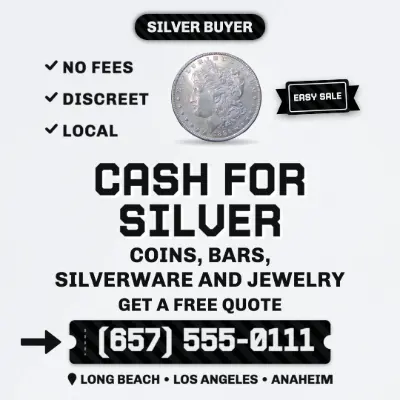 SILVER BUYER
NO FEES
DISCREET
LOCAL
EASY SALE
CASH FOR
SILVER
COINS, BARS,
SILVERWARE AND JEWELRY
GET A FREE QUOTE
(657) 555-0111
LONG BEACH • LOS ANGELES • ANAHEIM